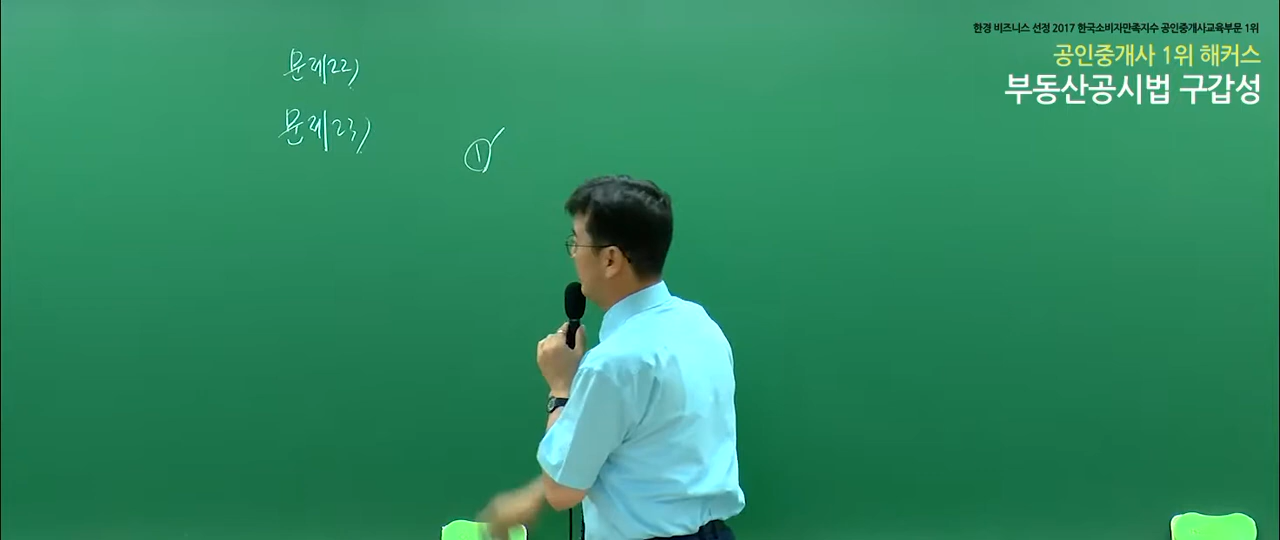 한경 비즈니스 선정 2017 한국소비자만족지수 공인중개사교육부문 1위
공인중개사 1위 해커스
부동산공시법 구갑성
문제22)
문제23)
①